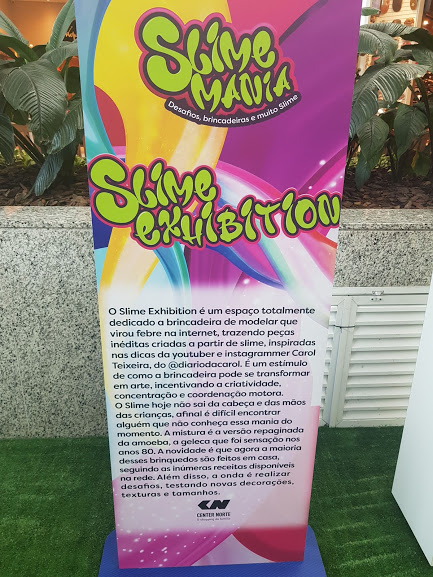 Slime
MANIA
Desafios, brincadeiras e muito Slime
Slime
EXHIBITION
O Slime Exhibition é um espaço totalmente
dedicado a brincadeira de modelar que
virou febre na internet, trazendo peças
inéditas criadas a partir de slime, inspiradas
nas dicas da youtuber e instagrammer Carol
Teixeira, do @diariodacarol. É um estímulo
de como a brincadeira pode se transformar
em arte, incentivando a criatividade,
concentração e coordenação motora.
O Slime hoje não sai da cabeça e das mãos
das crianças, afinal é difícil encontrar
alguém que não conheça essa mania do
momento. A mistura é a versão repaginada
da amoeba, a geleca que foi sensação nos
anos 80. A novidade é que agora a maioria
desses brinquedos são feitos em casa,
seguindo as inúmeras receitas disponíveis
na rede. Além disso, a onda é realizar
desafios, testando novas decorações,
texturas e tamanhos.
CN
CENTER NORTE